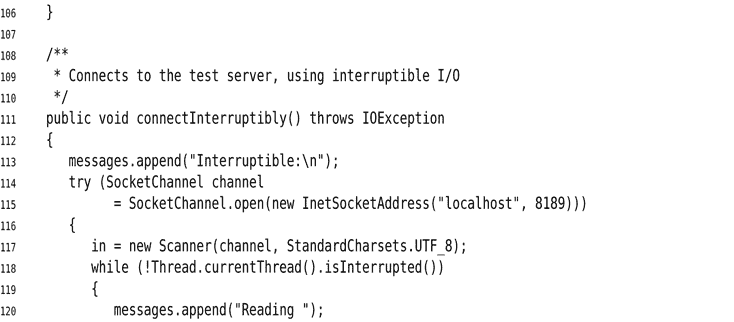 106 }
107
108 /**
109 * Connects to the test server, using interruptible I/O
110 */
111 public void connectInterruptibly() throws IOException
112 {
113 messages.append("Interruptible:\n");
114 try (SocketChannel channel
115 = SocketChannel.open(new InetSocketAddress("localhost", 8189)))
116 {
117 in = new Scanner(channel, StandardCharsets.UTF_8);
118 while (!Thread.currentThread().isInterrupted())
119 {
120 messages.append("Reading ");